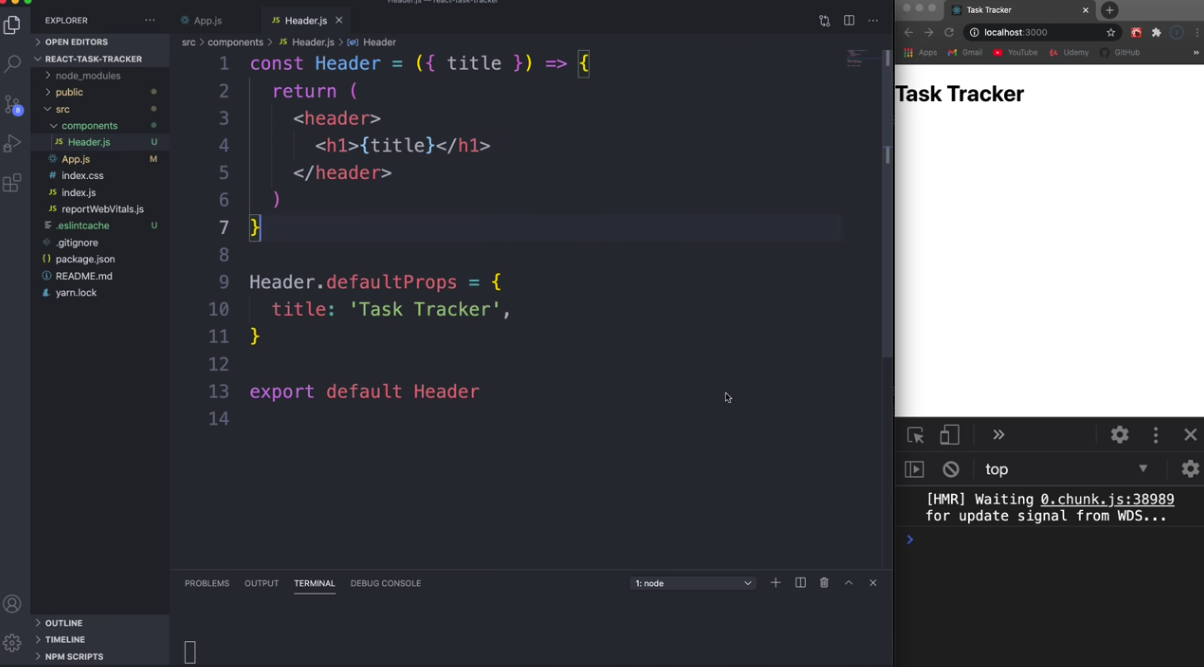 Header.js — react-task-tracker
EXPLORER
OPEN EDITORS
REACT-TASK-TRACKER
node_modules
public
src
components
JS Header.js U
App.js M
# index.css
JS index.js
JS reportWebVitals.js
.eslintcache U
.gitignore
{} package.json
README.md
yarn.lock
OUTLINE
TIMELINE
NPM SCRIPTS
8
App.js
JS Header.js
src > components > JS Header.js > Header
1 const Header = ({ title }) => {
2 return (
3 <header>
4 <h1>{title}</h1>
5 </header>
6 )
7 }
8
9 Header.defaultProps = {
10 title: 'Task Tracker',
11 }
12
13 export default Header
14
PROBLEMS OUTPUT TERMINAL DEBUG CONSOLE
1: node
Task Tracker
localhost:3000
Apps Gmail YouTube Udemy GitHub
Task Tracker
top
[HMR] Waiting 0.chunk.js:38989
for update signal from WDS...